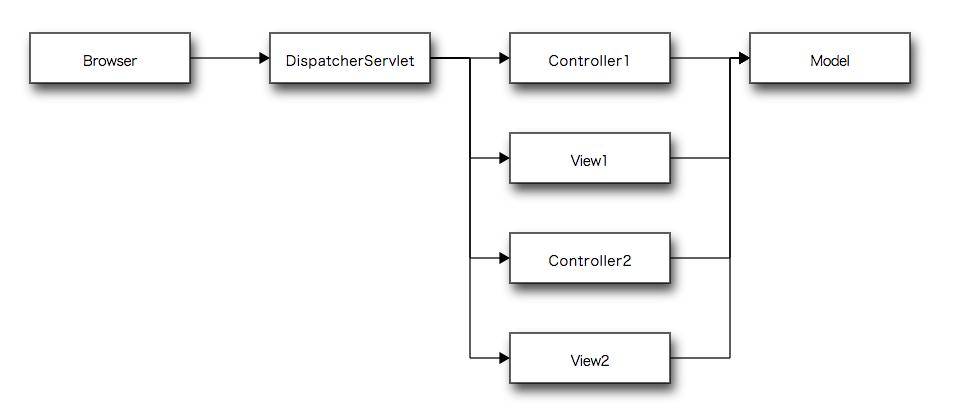 Browser
DispatcherServlet
Controller1
Model
View1
Controller2
View2